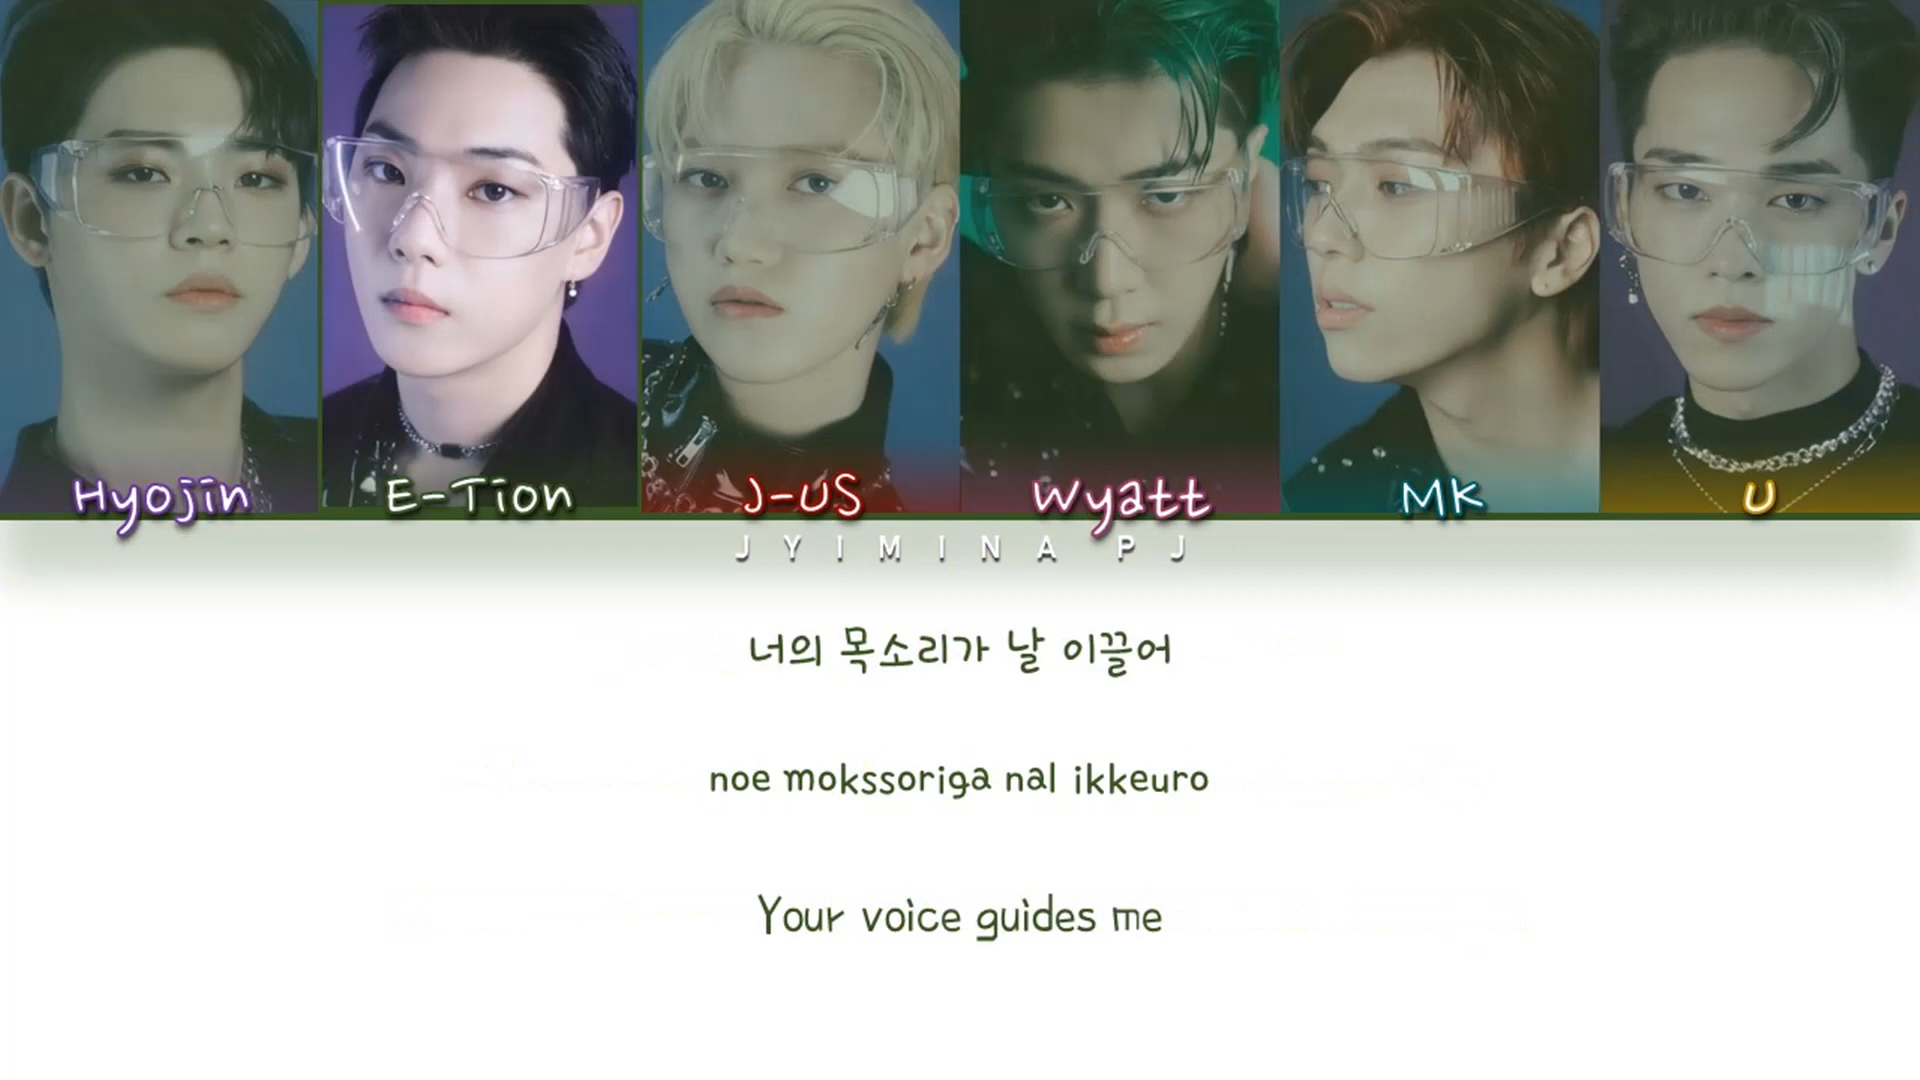 Hyojin E-Tion J-US Wyatt MK U
JYIMINA PJ
너의 목소리가 날 이끌어
noe mokssoriga nal ikkeuro
Your voice guides me